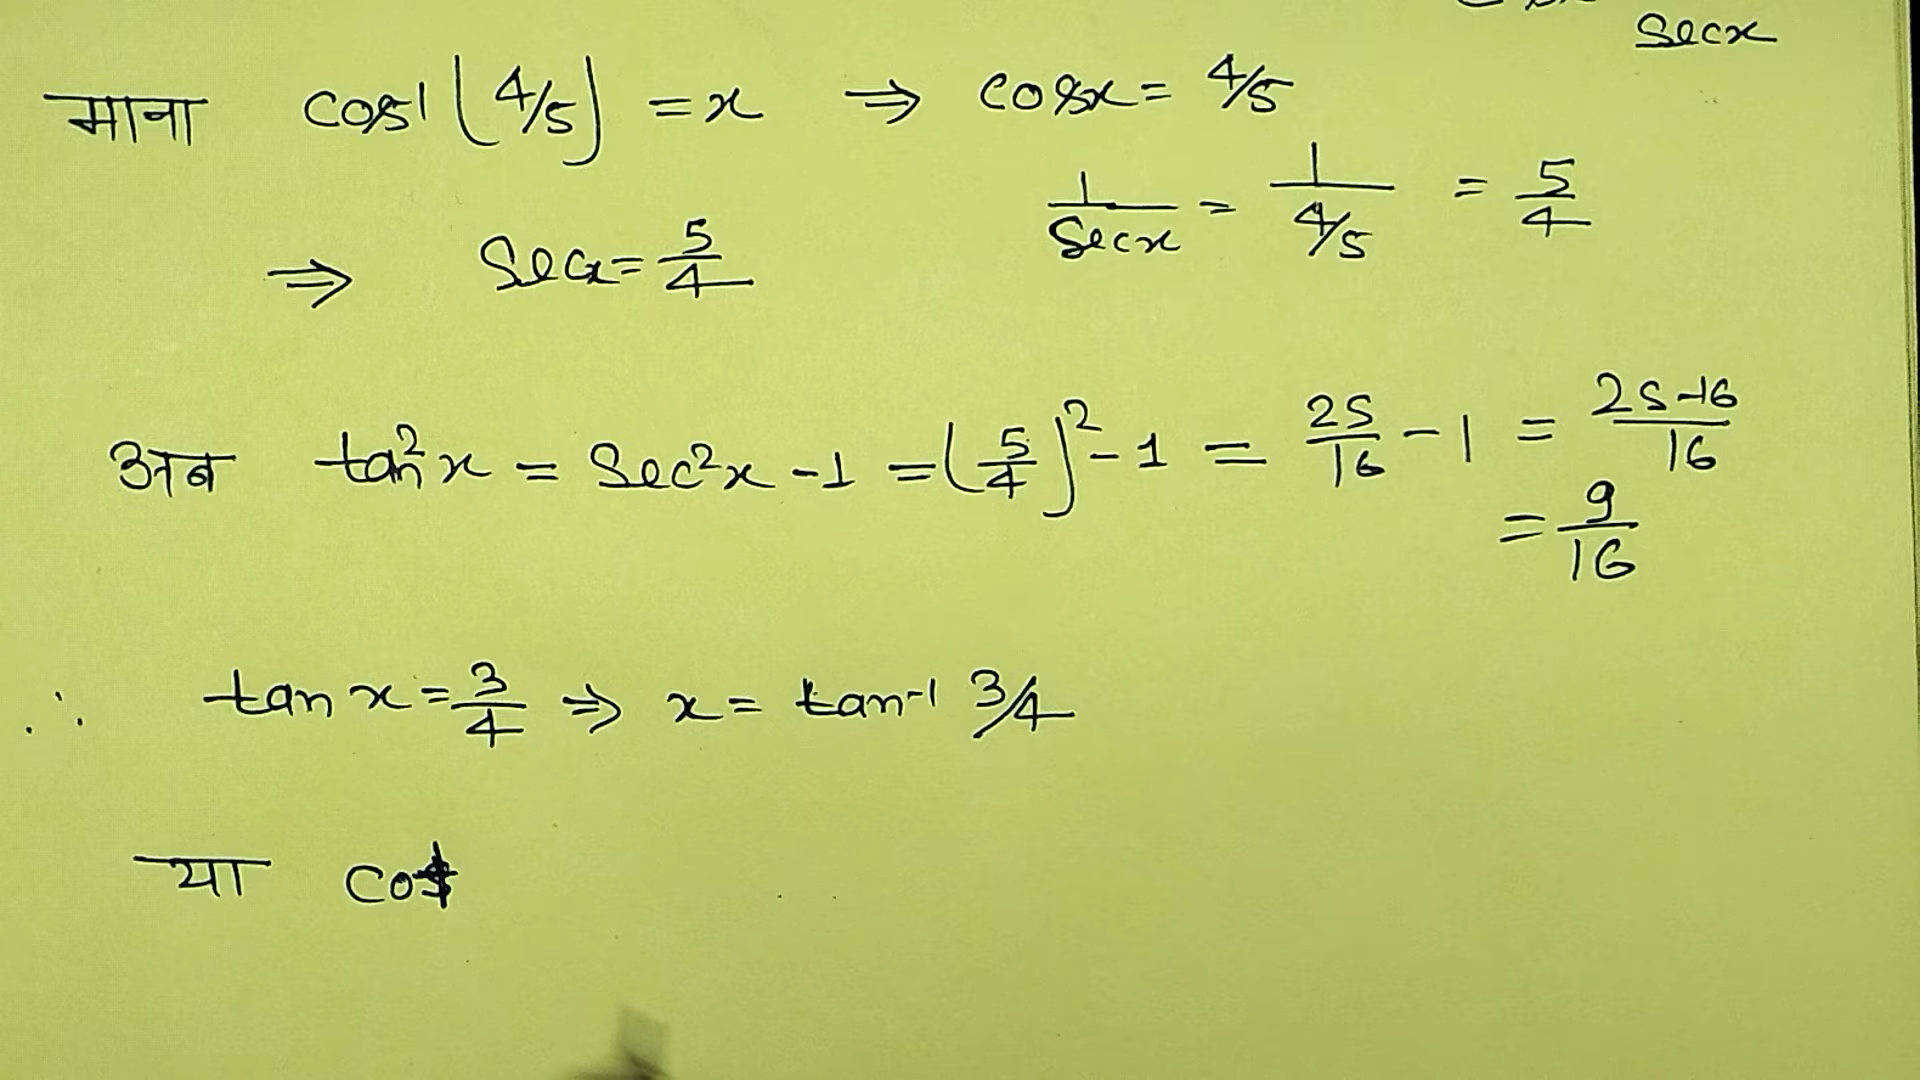 secx
माना cos⁻¹(4/5) = x ⇒ cosx = 4/5
1/Secx = 1/(4/5) = 5/4
⇒ Secx = 5/4
अब tan²x = Sec²x - 1 = (5/4)² - 1 = 25/16 - 1 = (25-16)/16
= 9/16
∴ tan x = 3/4 ⇒ x = tan⁻¹ 3/4
या cos